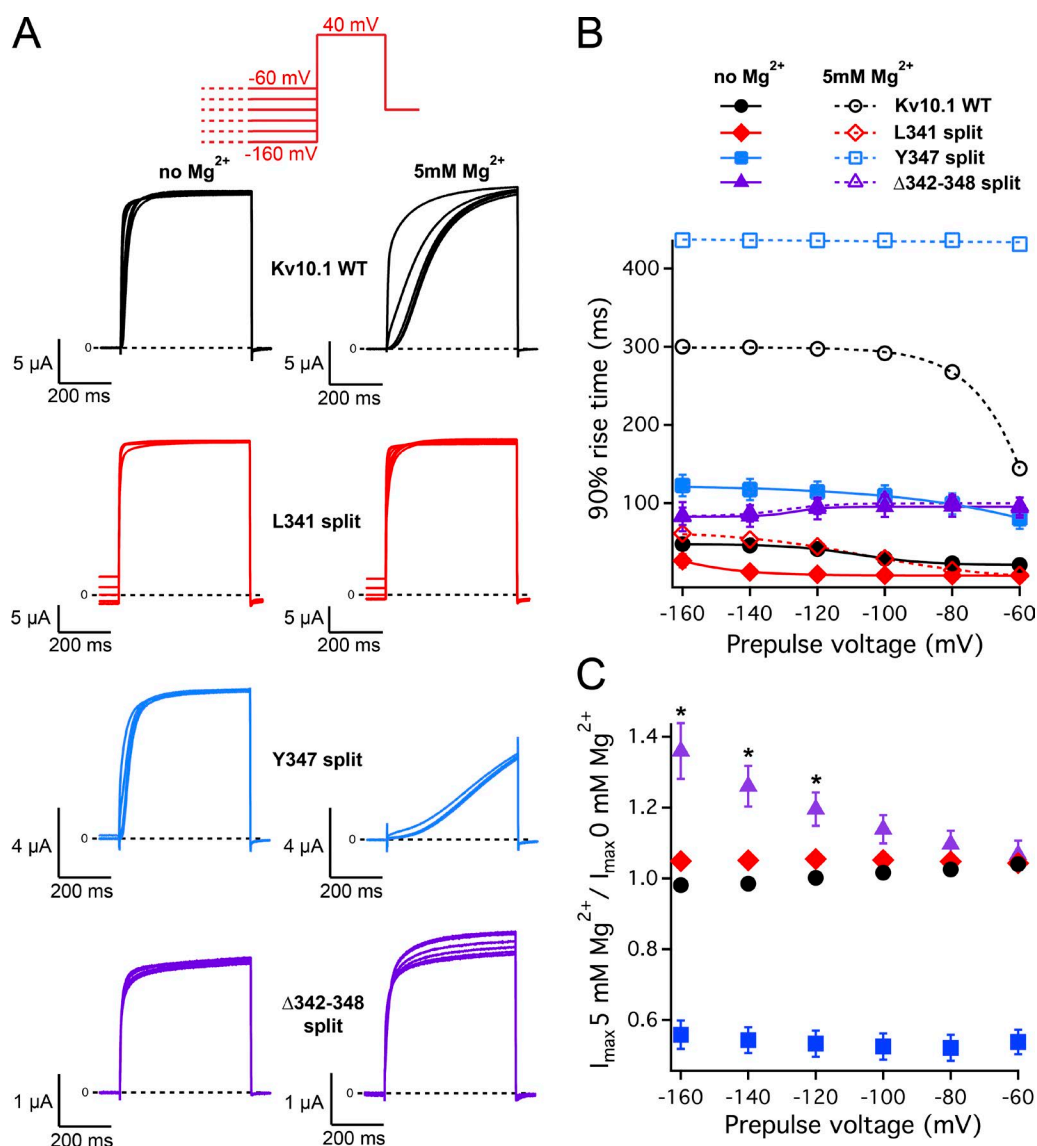 A
40 mV
-60 mV
-160 mV
no Mg2+
5mM Mg2+
0
Kv10.1 WT
0
5 µA
200 ms
5 µA
200 ms
L341 split
0
0
5 µA
200 ms
5 µA
200 ms
Y347 split
0
0
4 µA
200 ms
4 µA
200 ms
Δ342-348
split
0
0
1 µA
200 ms
1 µA
200 ms
B
no Mg2+
5mM Mg2+
Kv10.1 WT
L341 split
Y347 split
Δ342-348 split
90% rise time (ms)
400
300
200
100
-160
-140
-120
-100
-80
-60
Prepulse voltage (mV)
C
Imax 5 mM Mg2+ / Imax 0 mM Mg2+
1.4
1.2
1.0
0.8
0.6
*
*
*
-160
-140
-120
-100
-80
-60
Prepulse voltage (mV)